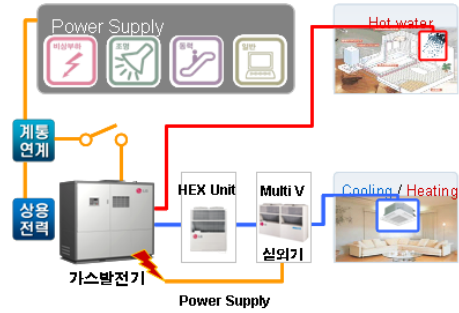 Power Supply
Hot water
비상부하
조명
동력
일반
계통
연계
상용
전력
HEX Unit
Multi V
Cooling / Heating
실외기
가스발전기
Power Supply